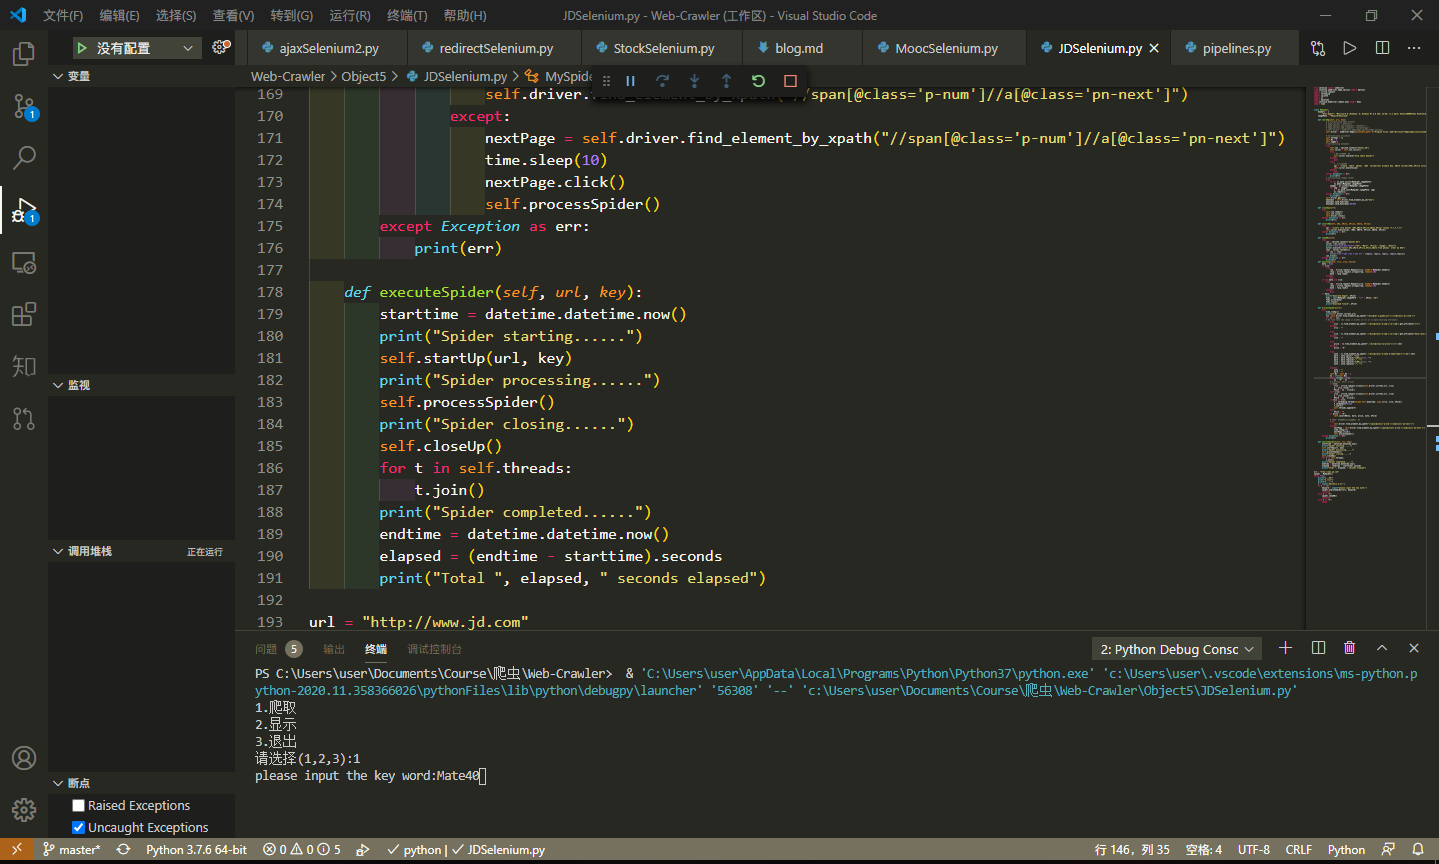 文件(F) 编辑(E) 选择(S) 查看(V) 转到(G) 运行(R) 终端(T) 帮助(H) JDSelenium.py - Web-Crawler (工作区) - Visual Studio Code
没有配置
ajaxSelenium2.py redirectSelenium.py StockSelenium.py blog.md MoocSelenium.py JDSelenium.py pipelines.py
变量
Web-Crawler > Object5 > JDSelenium.py > MySpide
169 self.driver.find_element_by_xpath("//span[@class='p-num']//a[@class='pn-next']")
170 except:
171 nextPage = self.driver.find_element_by_xpath("//span[@class='p-num']//a[@class='pn-next']")
172 time.sleep(10)
173 nextPage.click()
174 self.processSpider()
175 except Exception as err:
176 print(err)
177
178 def executeSpider(self, url, key):
179 starttime = datetime.datetime.now()
180 print("Spider starting......")
181 self.startUp(url, key)
182 print("Spider processing......")
183 self.processSpider()
184 print("Spider closing......")
185 self.closeUp()
186 for t in self.threads:
187 t.join()
188 print("Spider completed......")
189 endtime = datetime.datetime.now()
190 elapsed = (endtime - starttime).seconds
191 print("Total ", elapsed, " seconds elapsed")
192
193 url = "http://www.jd.com"
1
1
知
监视
调用堆栈 正在运行
断点
Raised Exceptions
Uncaught Exceptions
问题 5 输出 终端 调试控制台 2: Python Debug Consc
PS C:\Users\user\Documents\Course\爬虫\Web-Crawler> & 'C:\Users\user\AppData\Local\Programs\Python\Python37\python.exe' 'c:\Users\user\.vscode\extensions\ms-python.p
ython-2020.11.358366026\pythonFiles\lib\python\debugpy\launcher' '56308' '--' 'c:\Users\user\Documents\Course\爬虫\Web-Crawler\Object5\JDSelenium.py'
1.爬取
2.显示
3.退出
请选择(1,2,3):1
please input the key word:Mate40
master* Python 3.7.6 64-bit 0 0 5 python | JDSelenium.py 行 146，列 35 空格: 4 UTF-8 CRLF Python